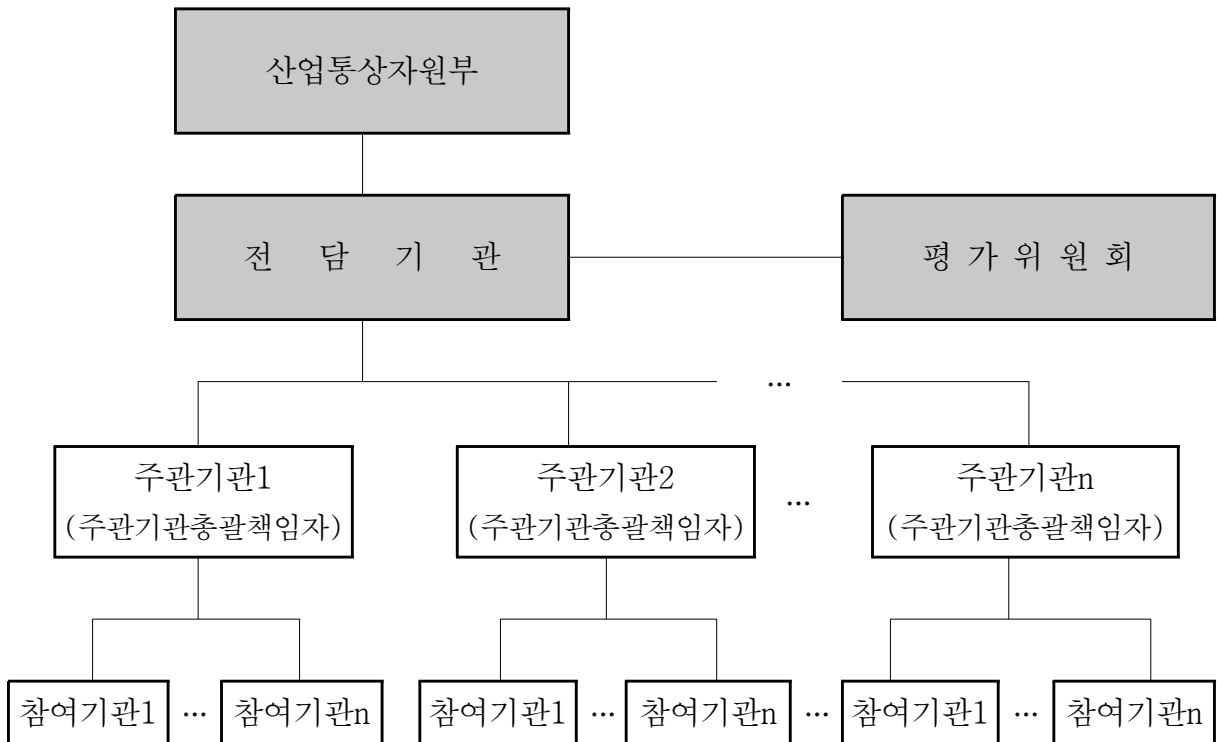 산업통상자원부
전 담 기 관
평 가 위 원 회
...
주관기관1
(주관기관총괄책임자)
주관기관2
(주관기관총괄책임자)
...
주관기관n
(주관기관총괄책임자)
참여기관1 ... 참여기관n
참여기관1 ... 참여기관n ... 참여기관1 ... 참여기관n